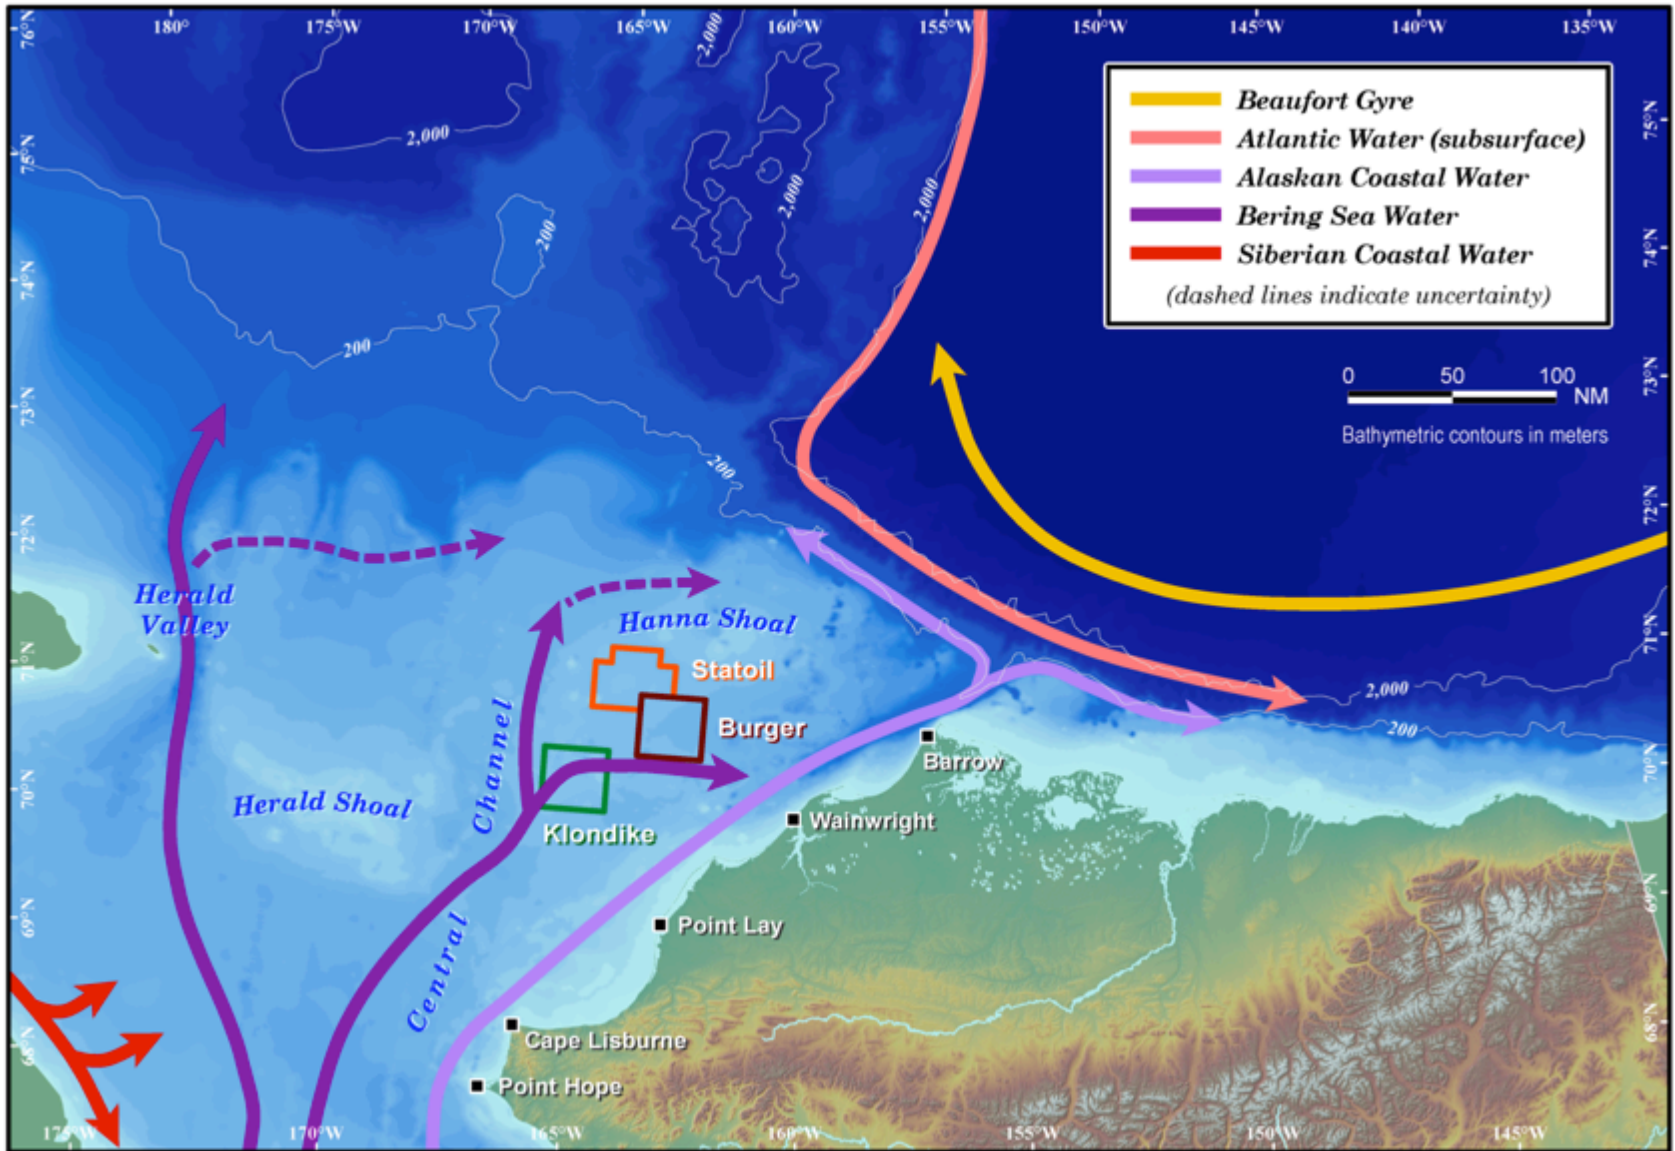 180°
175°W
170°W
165°W
160°W
155°W
150°W
145°W
140°W
135°W
76°N
75°N
74°N
73°N
72°N
71°N
70°N
69°N
68°N
75°N
74°N
73°N
72°N
71°N
70°N
69°N
68°N
175°W
170°W
165°W
160°W
155°W
150°W
145°W
Beaufort Gyre
Atlantic Water (subsurface)
Alaskan Coastal Water
Bering Sea Water
Siberian Coastal Water
(dashed lines indicate uncertainty)
0 50 100
NM
Bathymetric contours in meters
2,000
2,000
2,000
2,000
200
200
200
2,000
200
Herald
Valley
Hanna Shoal
Statoil
Burger
Channel
Herald Shoal
Klondike
Central
Barrow
Wainwright
Point Lay
Cape Lisburne
Point Hope